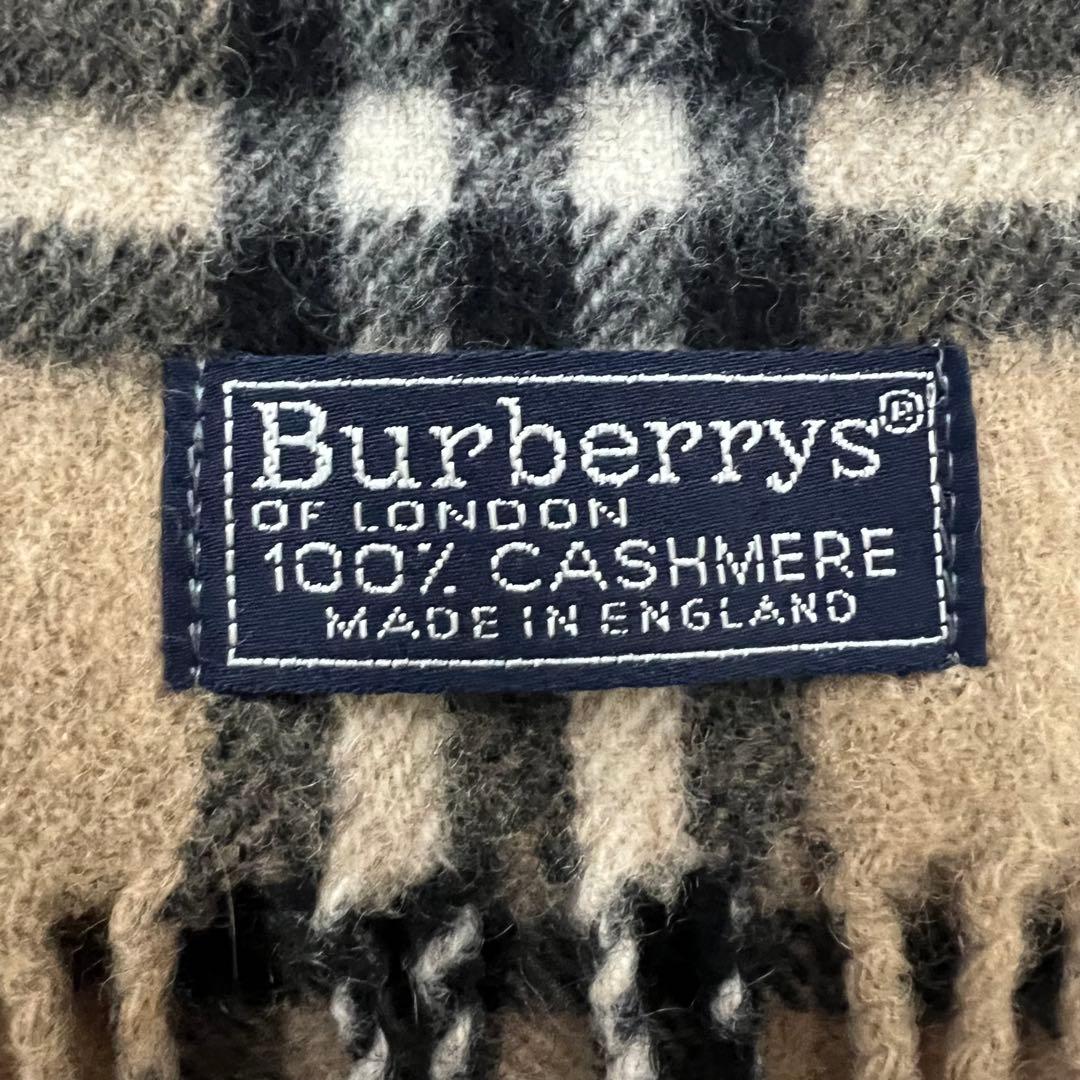 Burberrys®
OF LONDON
100% CASHMERE
MADE IN ENGLAND